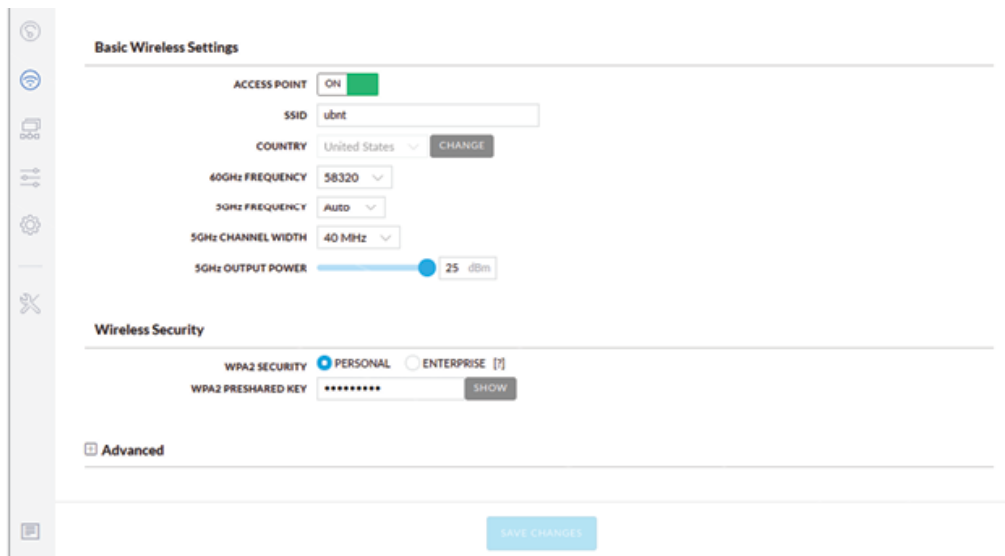 Basic Wireless Settings
ACCESS POINT ON
SSID ubnt
COUNTRY United States CHANGE
60GHz FREQUENCY 58320
5GHz FREQUENCY Auto
5GHz CHANNEL WIDTH 40 MHz
5GHz OUTPUT POWER 25 dBm
Wireless Security
WPA2 SECURITY PERSONAL ENTERPRISE [?]
WPA2 PRESHARED KEY ••••••••• SHOW
Advanced
SAVE CHANGES